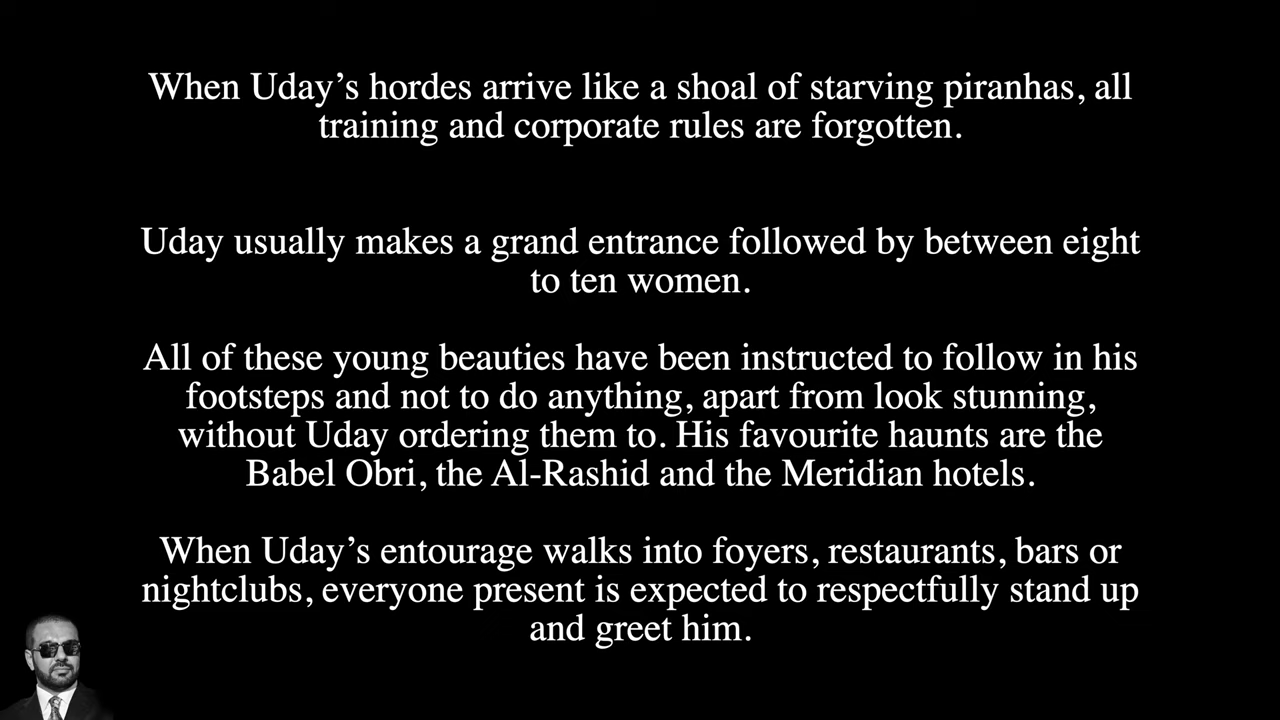 When Uday’s hordes arrive like a shoal of starving piranhas, all
training and corporate rules are forgotten.
Uday usually makes a grand entrance followed by between eight
to ten women.
All of these young beauties have been instructed to follow in his
footsteps and not to do anything, apart from look stunning,
without Uday ordering them to. His favourite haunts are the
Babel Obri, the Al-Rashid and the Meridian hotels.
When Uday’s entourage walks into foyers, restaurants, bars or
nightclubs, everyone present is expected to respectfully stand up
and greet him.